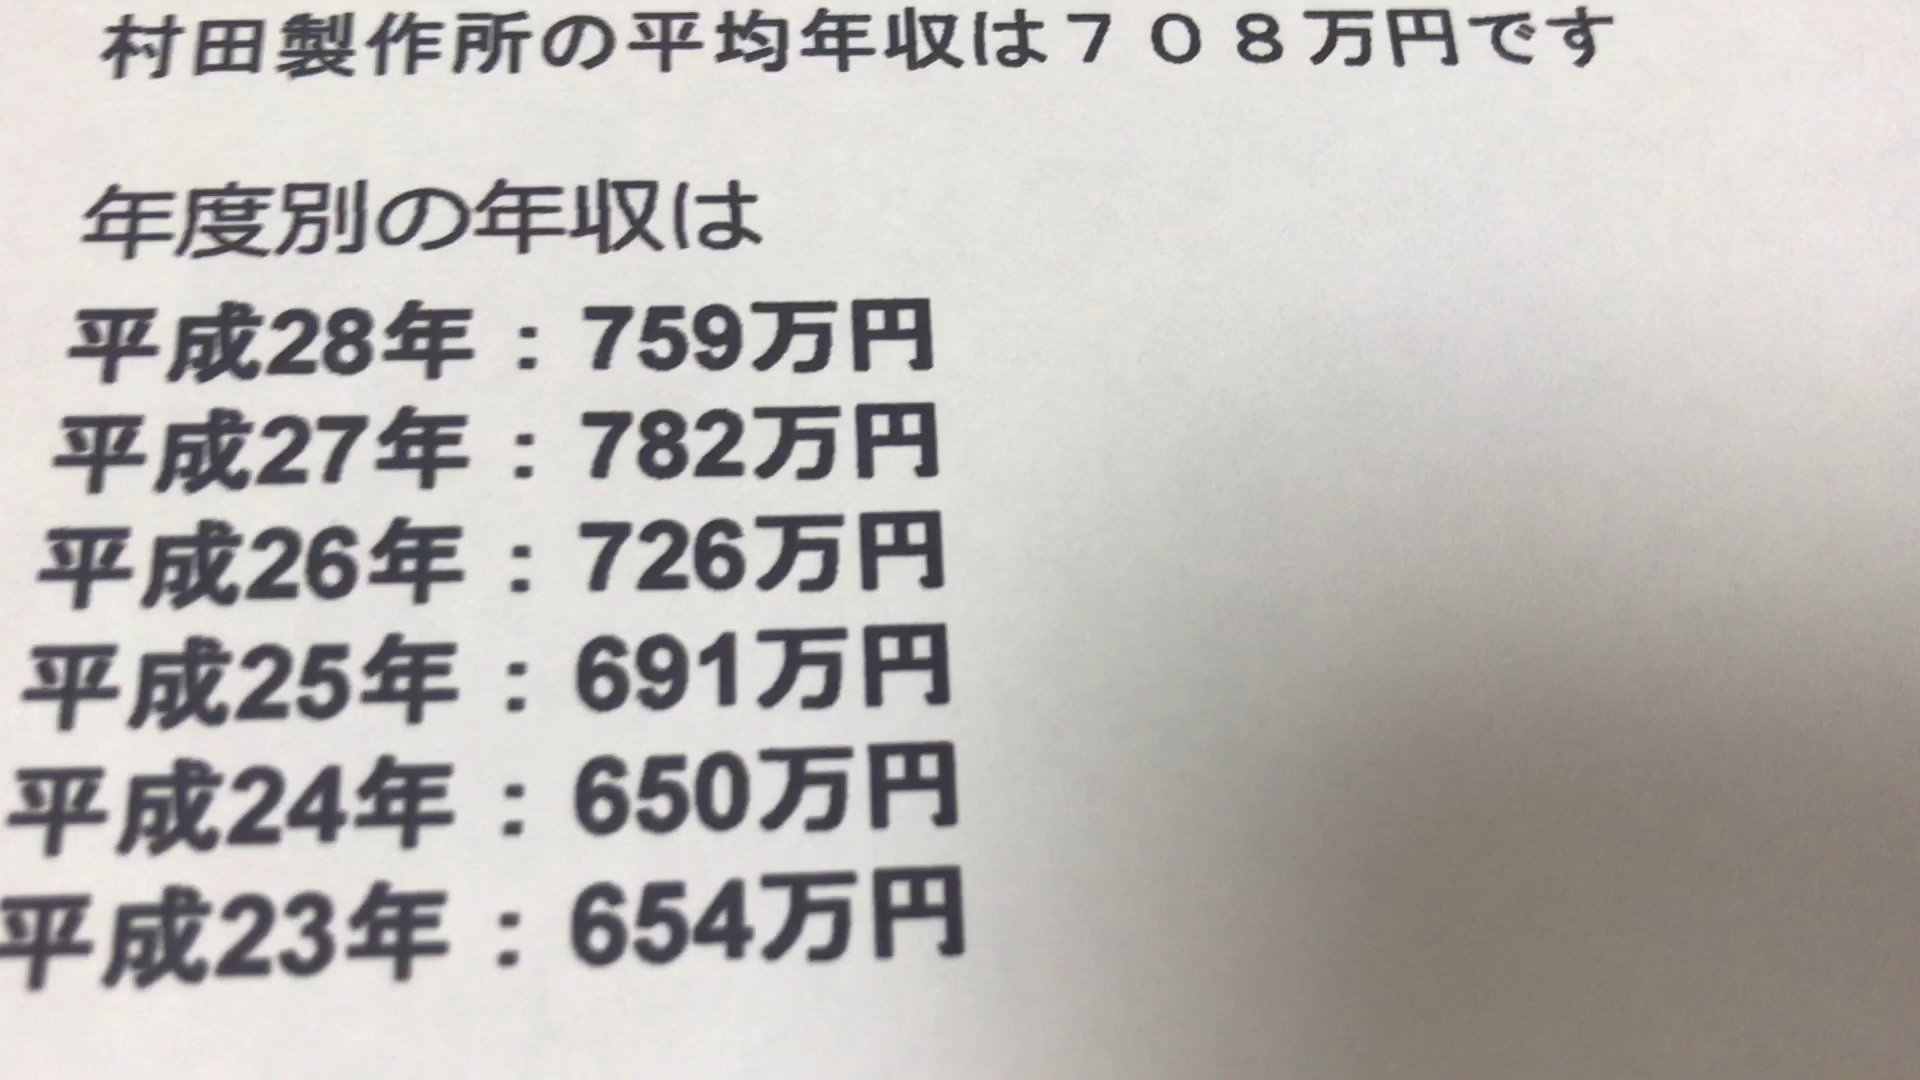 村田製作所の平均年収は７０８万円です
年度別の年収は
平成28年：759万円
平成27年：782万円
平成26年：726万円
平成25年：691万円
平成24年：650万円
平成23年：654万円